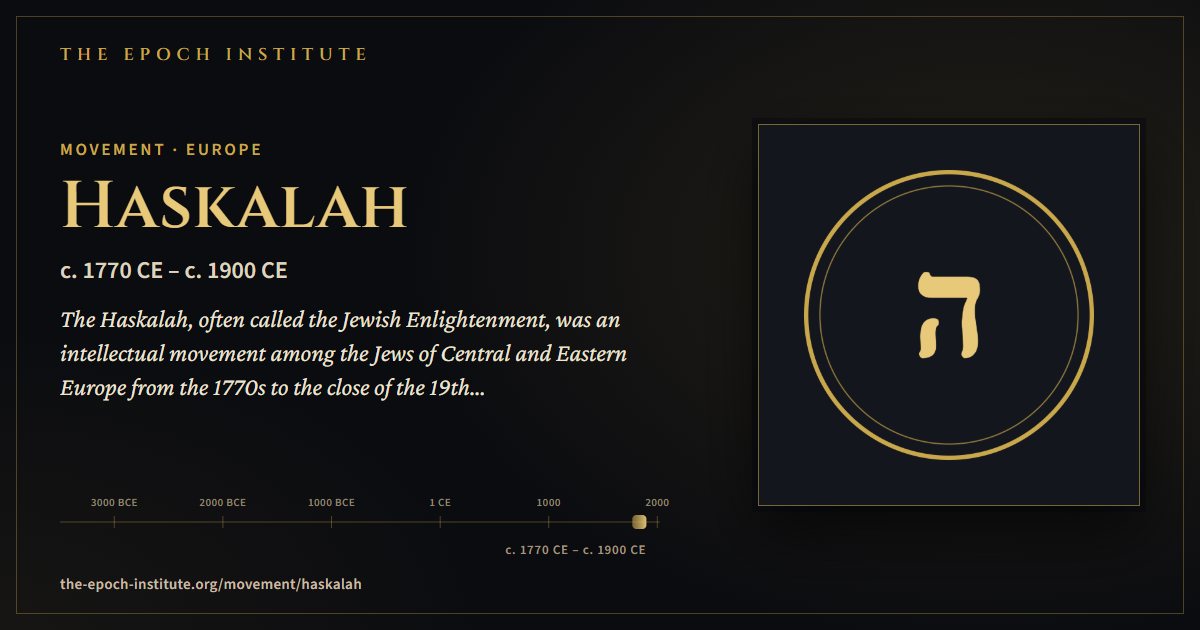 THE EPOCH INSTITUTE
MOVEMENT · EUROPE
HASKALAH
c. 1770 CE – c. 1900 CE
The Haskalah, often called the Jewish Enlightenment, was an
intellectual movement among the Jews of Central and Eastern
Europe from the 1770s to the close of the 19th...
ה
3000 BCE 2000 BCE 1000 BCE 1 CE 1000 2000
c. 1770 CE – c. 1900 CE
the-epoch-institute.org/movement/haskalah